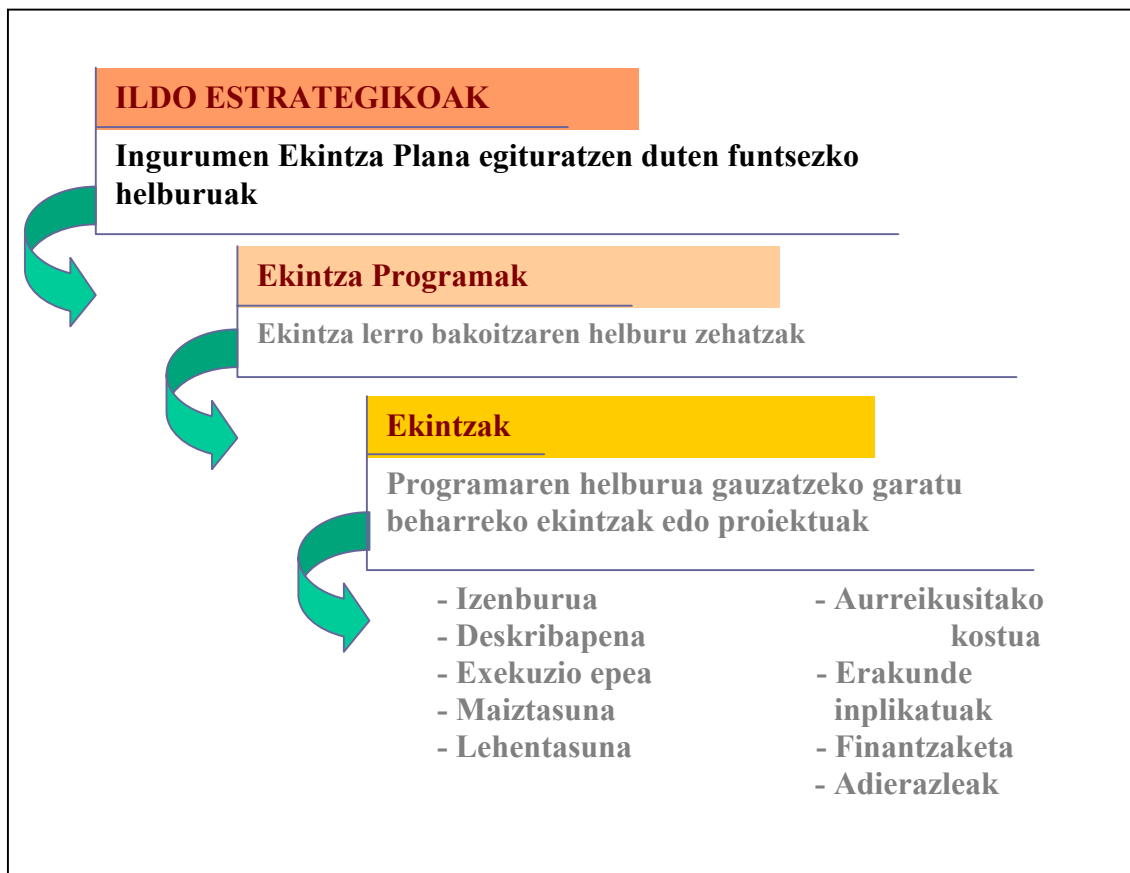 ILDO ESTRATEGIKOAK
Ingurumen Ekintza Plana egituratzen duten funtsezko
helburuak
Ekintza Programak
Ekintza lerro bakoitzaren helburu zehatzak
Ekintzak
Programaren helburua gauzatzeko garatu
beharreko ekintzak edo proiektuak
- Izenburua
- Deskribapena
- Exekuzio epea
- Maiztasuna
- Lehentasuna
- Aurreikusitako
kostua
- Erakunde
inplikatuak
- Finantzaketa
- Adierazleak